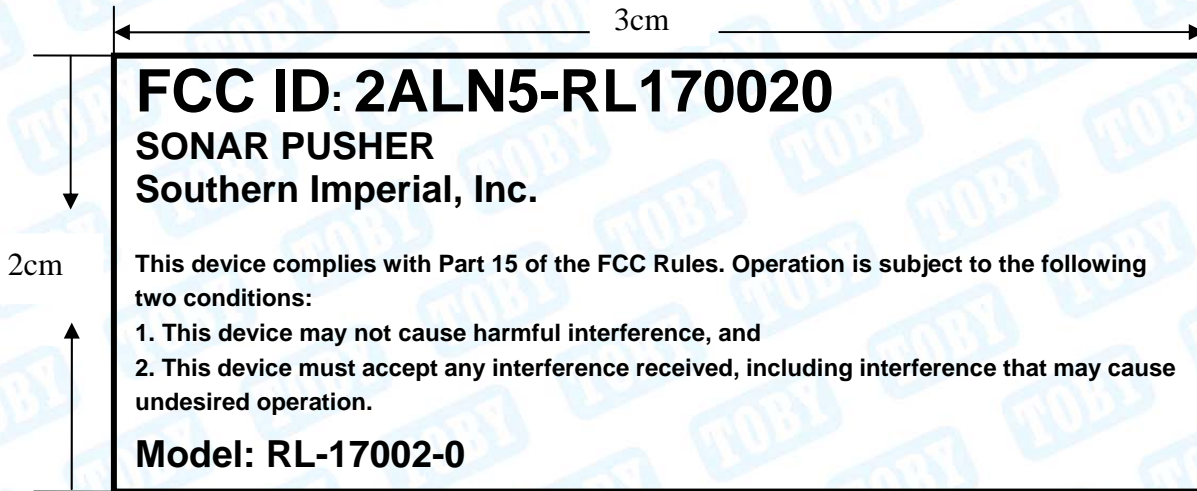 3cm
FCC ID: 2ALN5-RL170020
SONAR PUSHER
Southern Imperial, Inc.
2cm
This device complies with Part 15 of the FCC Rules. Operation is subject to the following
two conditions:
1. This device may not cause harmful interference, and
2. This device must accept any interference received, including interference that may cause
undesired operation.
Model: RL-17002-0
TOBY